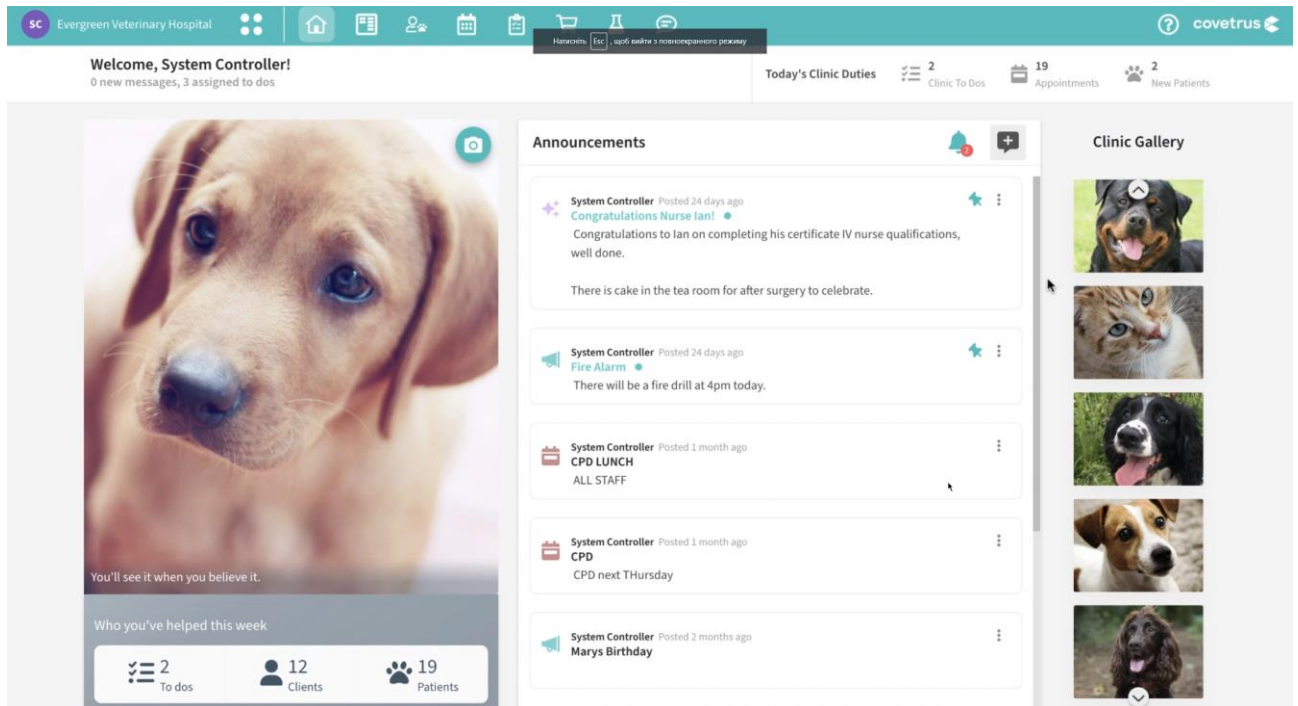 SC Evergreen Veterinary Hospital
covetrus
Натисніть Esc , щоб вийти з повноекранного режиму
Welcome, System Controller!
0 new messages, 3 assigned to dos
Today's Clinic Duties
2
Clinic To Dos
19
Appointments
2
New Patients
You'll see it when you believe it.
Who you've helped this week
2
To dos
12
Clients
19
Patients
Announcements
2
System Controller Posted 24 days ago
Congratulations Nurse Ian!
Congratulations to Ian on completing his certificate IV nurse qualifications,
well done.
There is cake in the tea room for after surgery to celebrate.
System Controller Posted 24 days ago
Fire Alarm
There will be a fire drill at 4pm today.
System Controller Posted 1 month ago
CPD LUNCH
ALL STAFF
System Controller Posted 1 month ago
CPD
CPD next THursday
System Controller Posted 2 months ago
Marys Birthday
Clinic Gallery